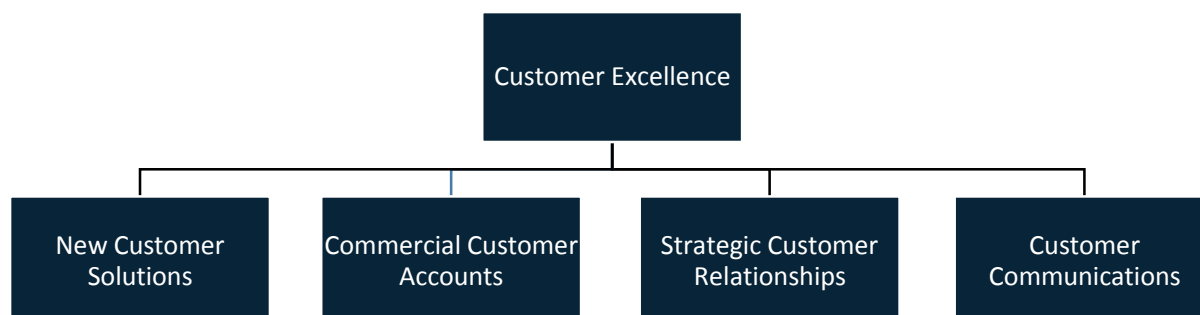 Customer Excellence
New Customer
Solutions
Commercial Customer
Accounts
Strategic Customer
Relationships
Customer
Communications